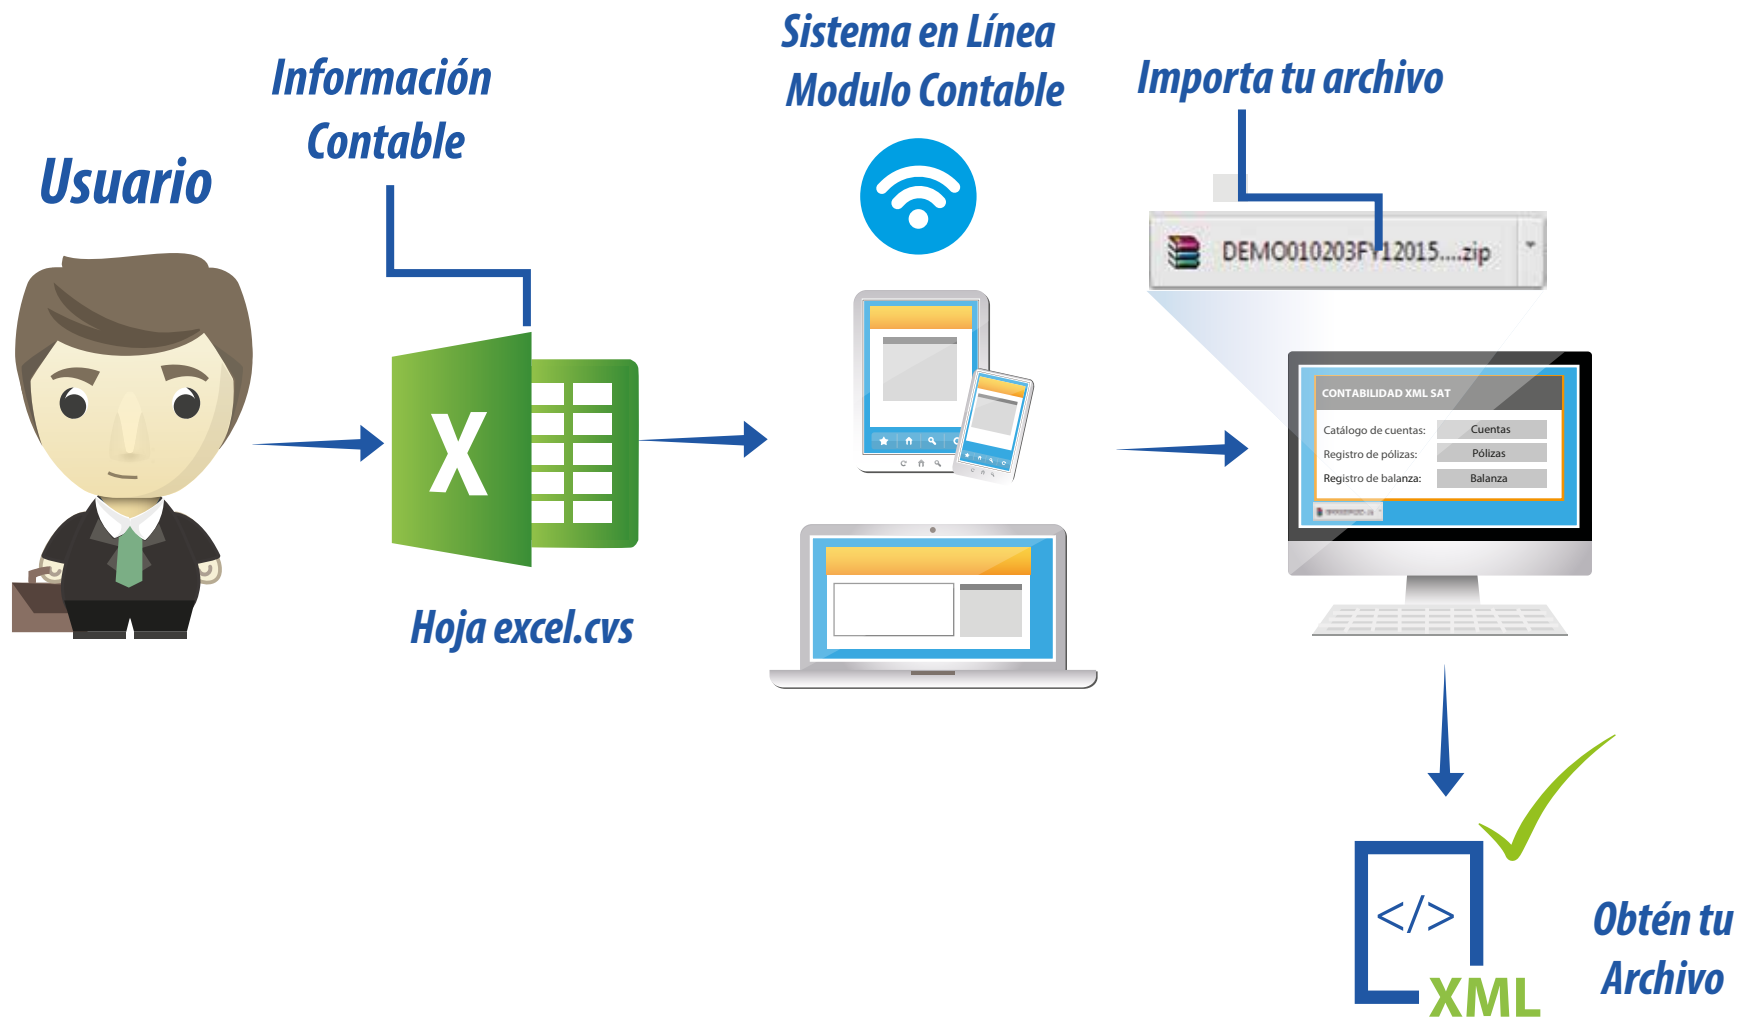 Usuario
Información
Contable
X
Hoja excel.cvs
Sistema en Línea
Modulo Contable
Importa tu archivo
DEMO010203FY12015....zip
CONTABILIDAD XML SAT
Catálogo de cuentas: Cuentas
Registro de pólizas: Pólizas
Registro de balanza: Balanza
</>
XML
Obtén tu
Archivo